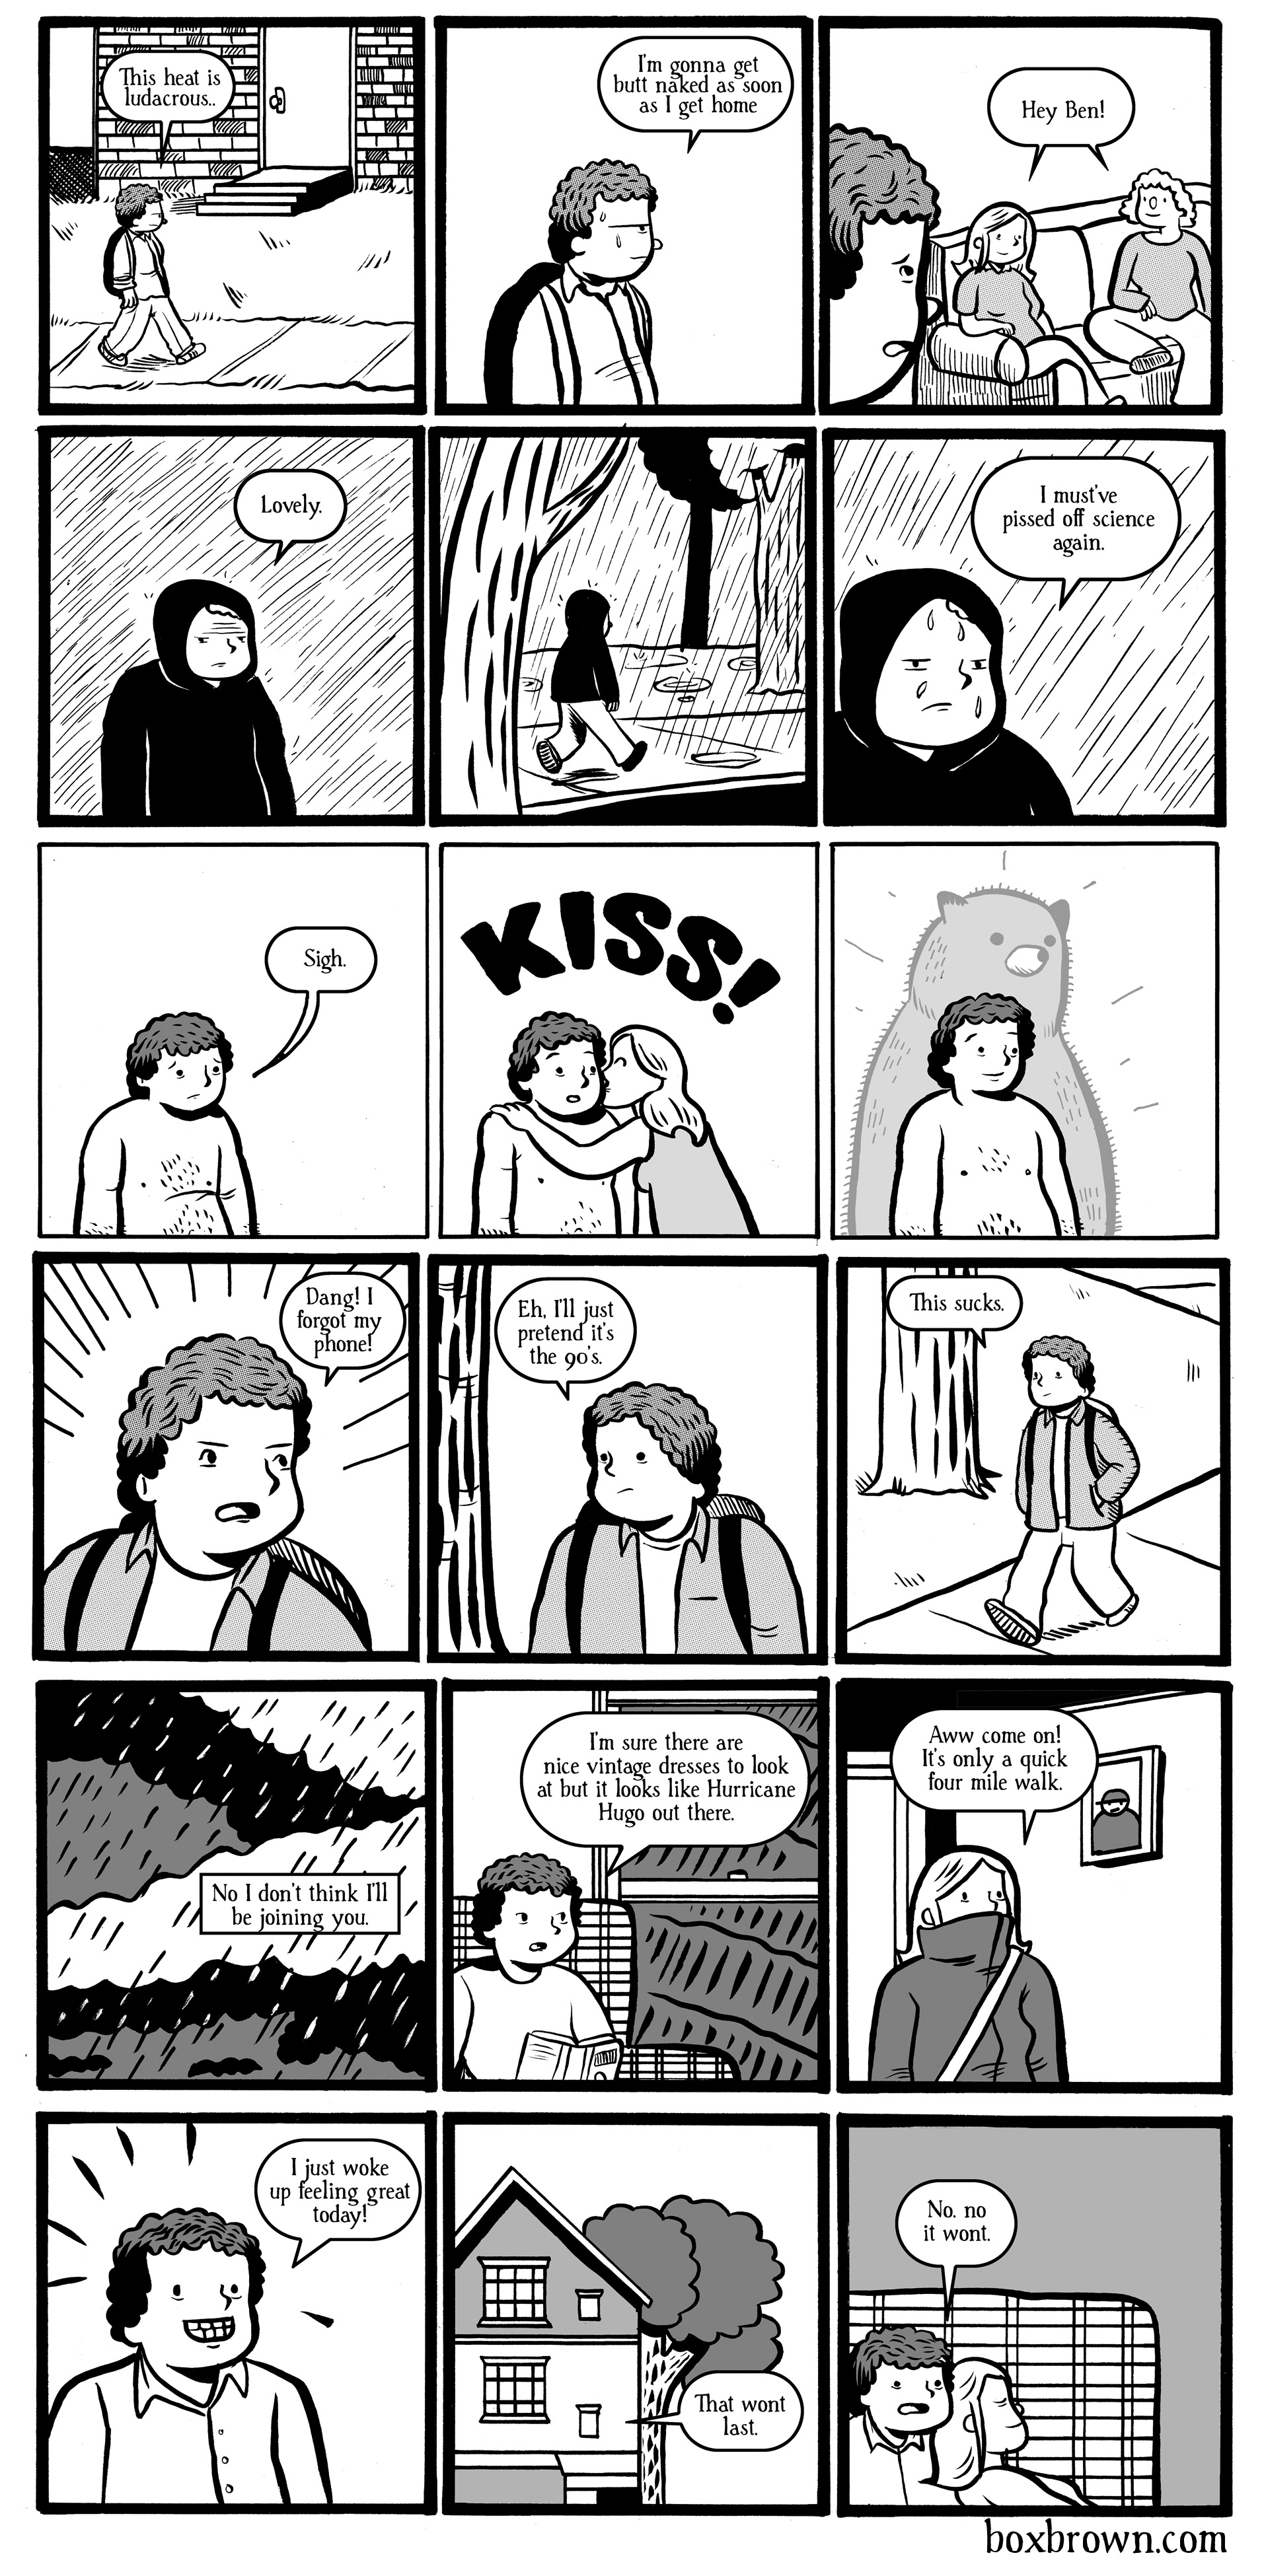 This heat is
ludacrous..
I'm gonna get
butt naked as soon
as I get home
Hey Ben!
Lovely.
I must've
pissed off science
again.
Sigh.
KISS!
Dang! I
forgot my
phone!
Eh, I'll just
pretend it's
the 90's.
This sucks.
No I don't think I'll
be joining you.
I'm sure there are
nice vintage dresses to look
at but it looks like Hurricane
Hugo out there.
Aww come on!
It's only a quick
four mile walk.
I just woke
up feeling great
today!
That wont
last.
No. no
it wont.
boxbrown.com